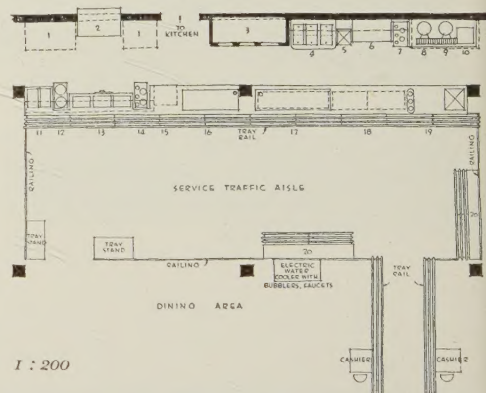 1
2
1
TO
KITCHEN
3
4
5
6
7
8
9
10
11
12
13
14
15
16
17
18
19
TRAY
RAIL
RAILING
RAILING
SERVICE TRAFFIC AISLE
20
TRAY
STAND
TRAY
STAND
RAILING
20
ELECTRIC
WATER
COOLER WITH
BUBBLERS, FAUCETS
TRAY
RAIL
DINING AREA
CASHIER
CASHIER
1 : 200